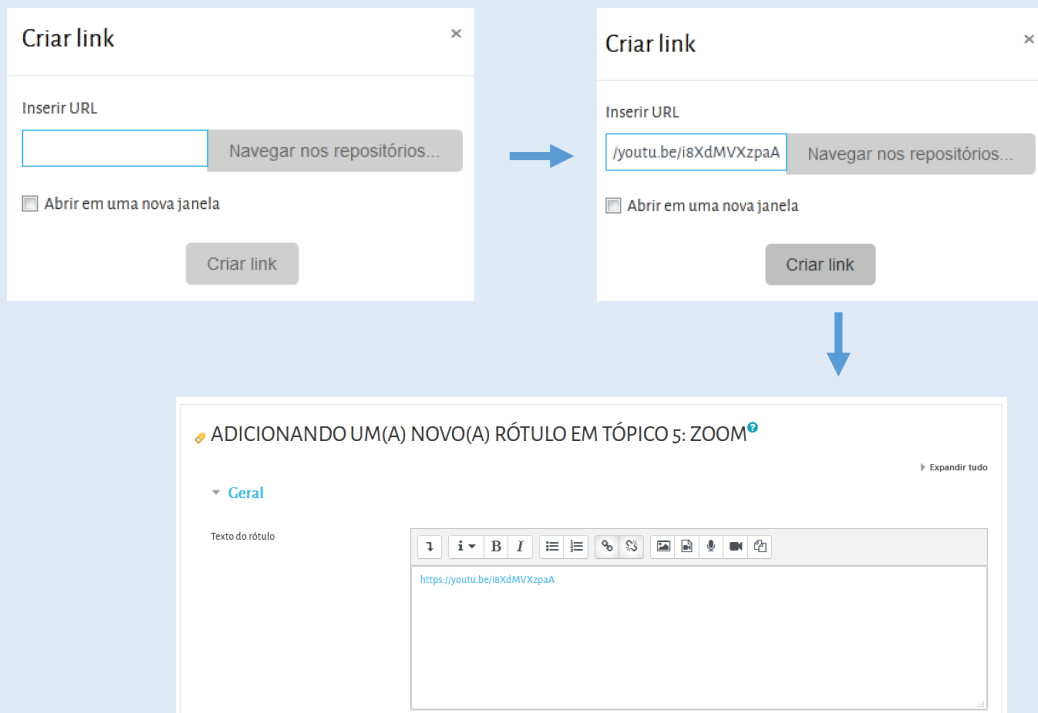 Criar link
×
Inserir URL
Navegar nos repositórios...
Abrir em uma nova janela
Criar link
Criar link
×
Inserir URL
/youtu.be/i8XdMVXzpaA
Navegar nos repositórios...
Abrir em uma nova janela
Criar link
ADICIONANDO UM(A) NOVO(A) RÓTULO EM TÓPICO 5: ZOOM
Expandir tudo
Geral
Texto do rótulo
B I
https://youtu.be/i8XdMVXzpaA